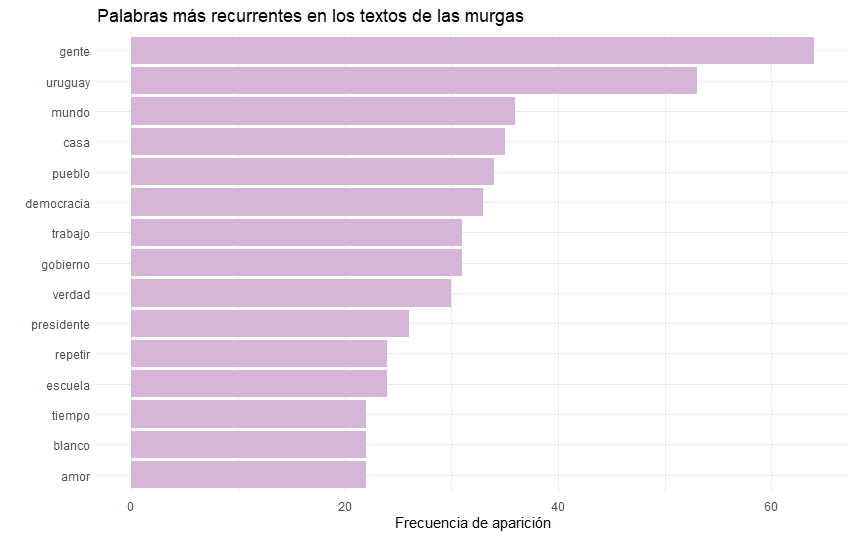 Palabras más recurrentes en los textos de las murgas
gente
uruguay
mundo
casa
pueblo
democracia
trabajo
gobierno
verdad
presidente
repetir
escuela
tiempo
blanco
amor
0 20 40 60
Frecuencia de aparición